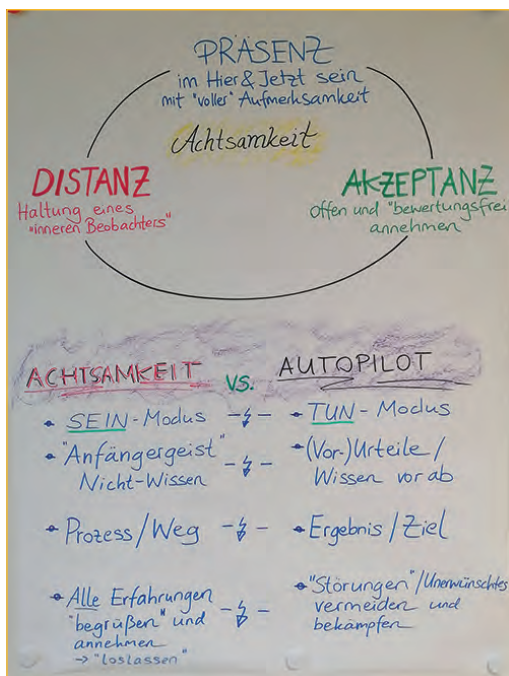 PRÄSENZ
im Hier & Jetzt sein
mit "voller" Aufmerksamkeit
Achtsamkeit
DISTANZ
Haltung eines
"inneren Beobachters"
AKZEPTANZ
Offen und "bewertungsfrei
annehmen"
ACHTSAMKEIT vs. AUTOPILOT
SEIN - Modus
TUN - Modus
"Anfängergeist"
Nicht-Wissen
(Vor-)Urteile /
Wissen vor ab
Prozess / Weg
Ergebnis / Ziel
Alle Erfahrungen
"begrüßen" und
annehmen
→ "loslassen"
"Störungen" / Unerwünschtes
vermeiden und
bekämpfen